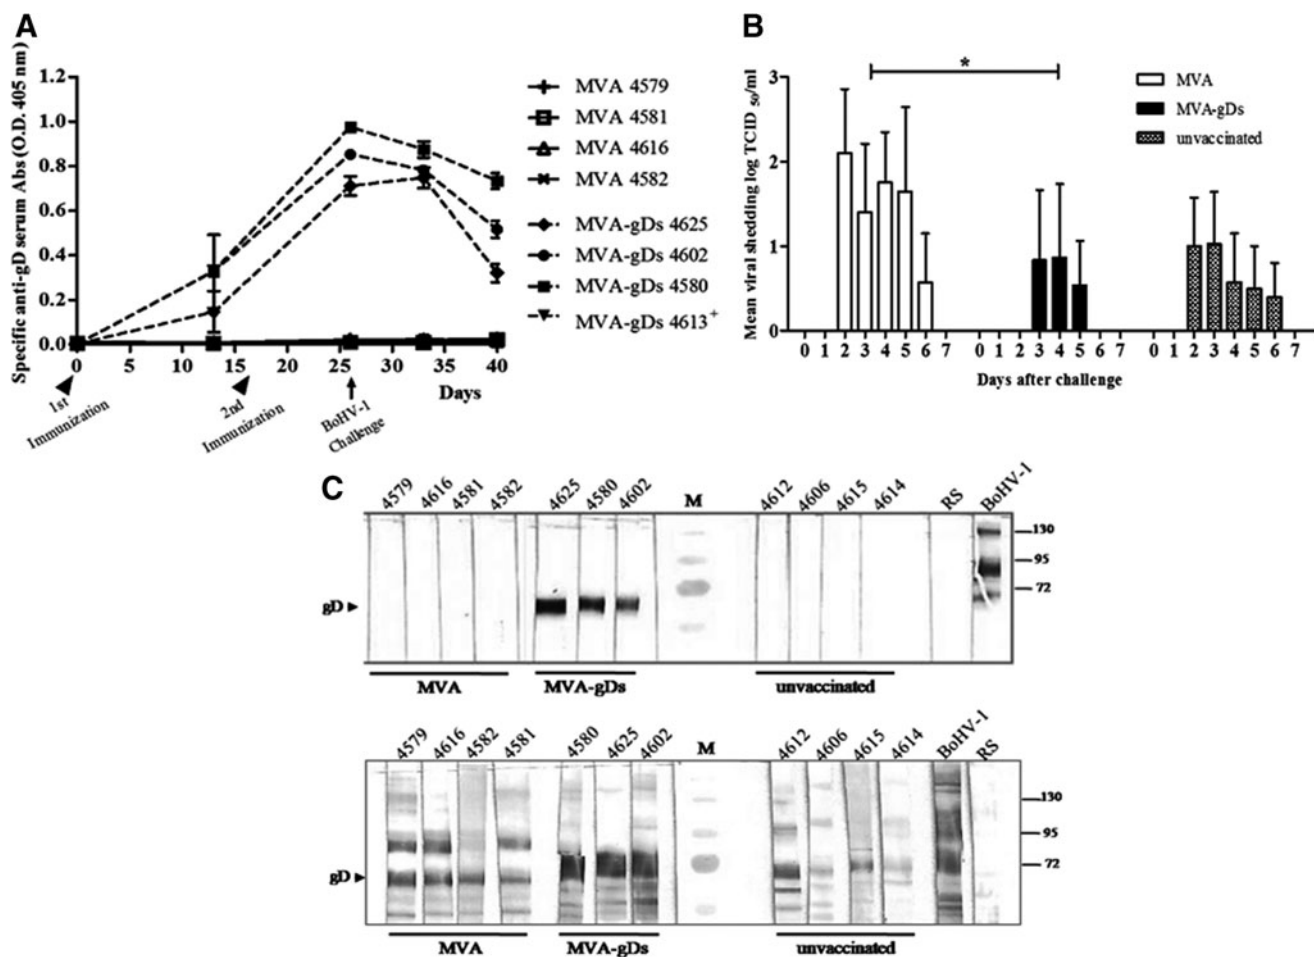 A
Specific anti-gD serum Abs (O.D. 405 nm)
1.2
1.0
0.8
0.6
0.4
0.2
0.0
0 5 10 15 20 25 30 35 40
Days
1st Immunization
2nd Immunization
BoHV-1 Challenge
MVA 4579
MVA 4581
MVA 4616
MVA 4582
MVA-gDs 4625
MVA-gDs 4602
MVA-gDs 4580
MVA-gDs 4613+
B
Mean viral shedding log TCID 50/ml
3
2
1
0
*
MVA
MVA-gDs
unvaccinated
0 1 2 3 4 5 6 7 0 1 2 3 4 5 6 7 0 1 2 3 4 5 6 7
Days after challenge
C
4579 4616 4581 4582 4625 4580 4602 M 4612 4606 4615 4614 RS BoHV-1
130
95
72
gD
MVA MVA-gDs unvaccinated
4579 4616 4582 4581 4580 4625 4602 M 4612 4606 4615 4614 BoHV-1 RS
130
95
72
gD
MVA MVA-gDs unvaccinated